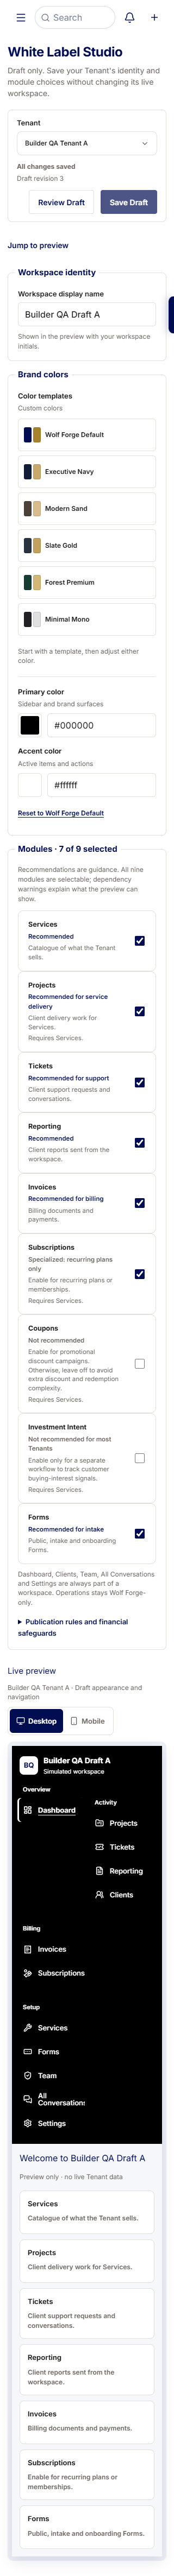 Search
White Label Studio
Draft only. Save your Tenant's identity and
module choices without changing its live
workspace.
Tenant
Builder QA Tenant A
All changes saved
Draft revision 3
Review Draft
Save Draft
Jump to preview
Workspace identity
Workspace display name
Builder QA Draft A
Shown in the preview with your workspace
initials.
Brand colors
Color templates
Custom colors
Wolf Forge Default
Executive Navy
Modern Sand
Slate Gold
Forest Premium
Minimal Mono
Start with a template, then adjust either
color.
Primary color
Sidebar and brand surfaces
#000000
Accent color
Active items and actions
#ffffff
Reset to Wolf Forge Default
Modules · 7 of 9 selected
Recommendations are guidance. All nine
modules are selectable; dependency
warnings explain what the preview can
show.
Services
Recommended
Catalogue of what the Tenant
sells.
Projects
Recommended for service
delivery
Client delivery work for
Services.
Requires Services.
Tickets
Recommended for support
Client support requests and
conversations.
Reporting
Recommended
Client reports sent from the
workspace.
Invoices
Recommended for billing
Billing documents and
payments.
Subscriptions
Specialized: recurring plans
only
Enable for recurring plans or
memberships.
Requires Services.
Coupons
Not recommended
Enable for promotional
discount campaigns.
Otherwise, leave off to avoid
extra discount and redemption
complexity.
Requires Services.
Investment Intent
Not recommended for most
Tenants
Enable only for a separate
workflow to track customer
buying-interest signals.
Requires Services.
Forms
Recommended for intake
Public, intake and onboarding
Forms.
Dashboard, Clients, Team, All Conversations
and Settings are always part of a
workspace. Operations stays Wolf Forge-
only.
Publication rules and financial
safeguards
Live preview
Builder QA Tenant A · Draft appearance and
navigation
Desktop
Mobile
BQ
Builder QA Draft A
Simulated workspace
Overview
Dashboard
Activity
Projects
Tickets
Reporting
Clients
Billing
Invoices
Subscriptions
Setup
Services
Forms
Team
All
Conversations
Settings
Welcome to Builder QA Draft A
Preview only · no live Tenant data
Services
Catalogue of what the Tenant sells.
Projects
Client delivery work for Services.
Tickets
Client support requests and
conversations.
Reporting
Client reports sent from the
workspace.
Invoices
Billing documents and payments.
Subscriptions
Enable for recurring plans or
memberships.
Forms
Public, intake and onboarding Forms.